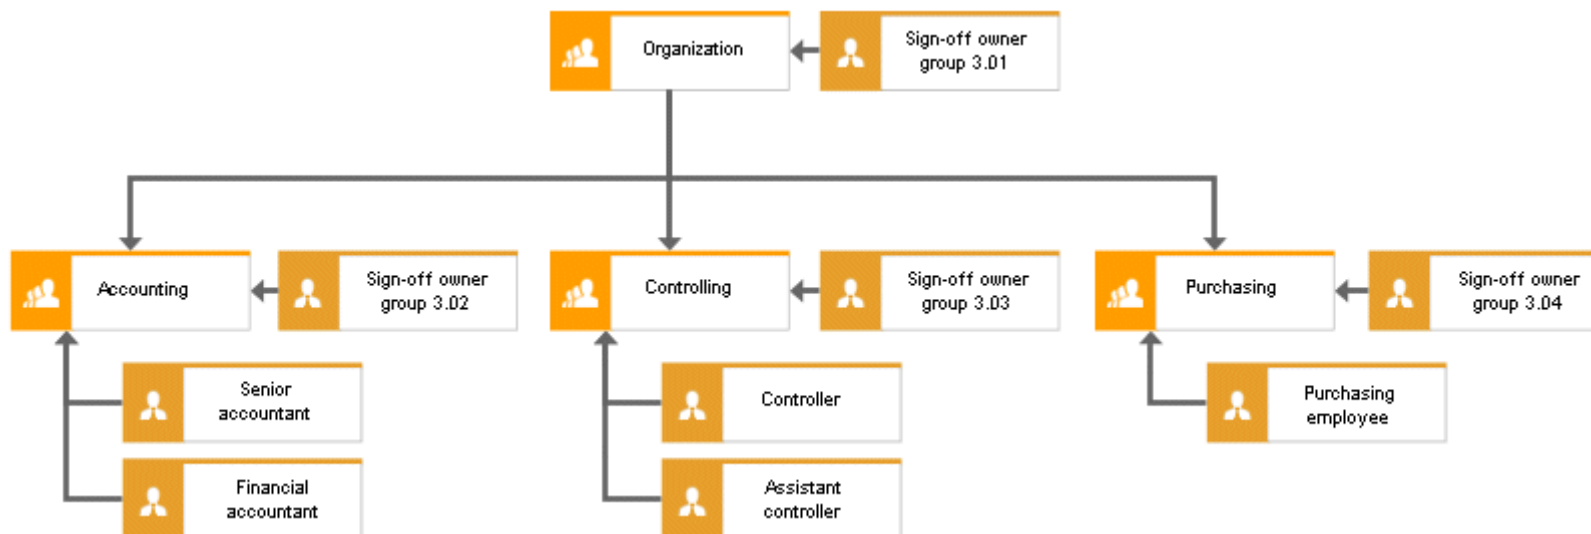 Organization
Sign-off owner
group 3.01
Accounting
Sign-off owner
group 3.02
Controlling
Sign-off owner
group 3.03
Purchasing
Sign-off owner
group 3.04
Senior
accountant
Controller
Purchasing
employee
Financial
accountant
Assistant
controller